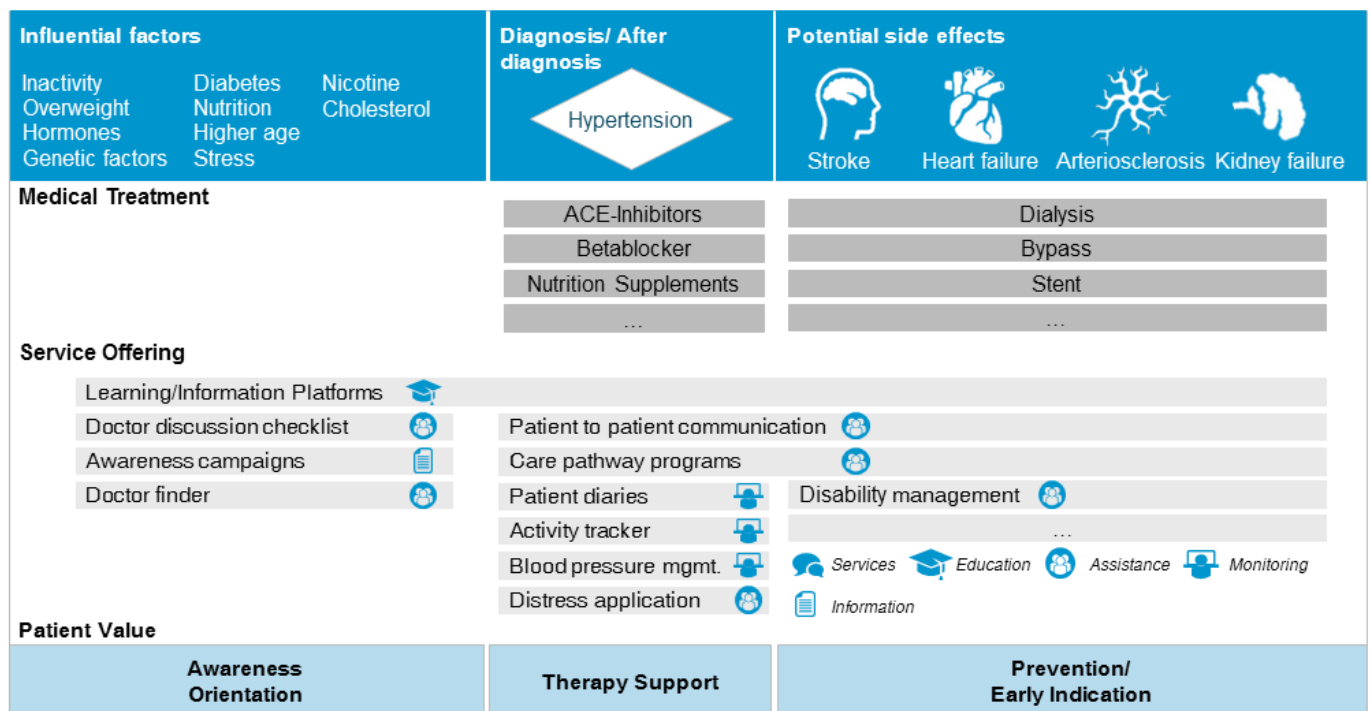 Influential factors
Inactivity
Overweight
Hormones
Genetic factors
Diabetes
Nutrition
Higher age
Stress
Nicotine
Cholesterol
Diagnosis/ After
diagnosis
Hypertension
Potential side effects
Stroke
Heart failure
Arteriosclerosis
Kidney failure
Medical Treatment
ACE-Inhibitors
Betablocker
Nutrition Supplements
...
Dialysis
Bypass
Stent
...
Service Offering
Learning/Information Platforms
Doctor discussion checklist
Awareness campaigns
Doctor finder
Patient to patient communication
Care pathway programs
Patient diaries
Activity tracker
Blood pressure mgmt.
Distress application
Disability management
...
Services
Education
Assistance
Monitoring
Information
Patient Value
Awareness
Orientation
Therapy Support
Prevention/
Early Indication